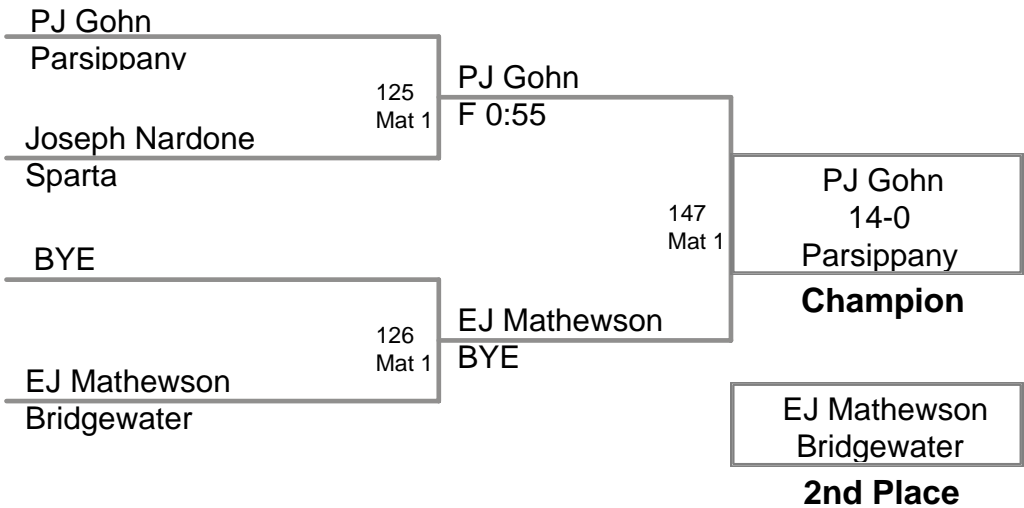 PJ Gohn
Parsippany
125
Mat 1
PJ Gohn
F 0:55
Joseph Nardone
Sparta
147
Mat 1
PJ Gohn
14-0
Parsippany
Champion
BYE
126
Mat 1
EJ Mathewson
BYE
EJ Mathewson
Bridgewater
EJ Mathewson
Bridgewater
2nd Place